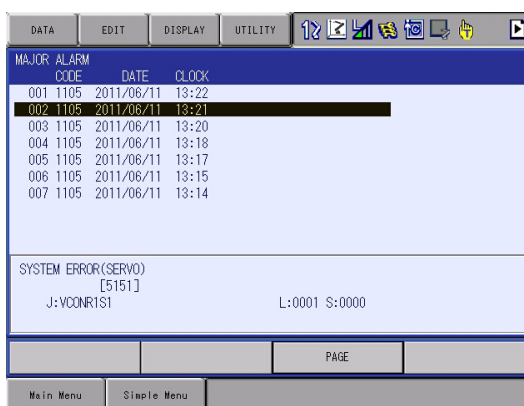 DATA EDIT DISPLAY UTILITY
MAJOR ALARM
CODE DATE CLOCK
001 1105 2011/06/11 13:22
002 1105 2011/06/11 13:21
003 1105 2011/06/11 13:20
004 1105 2011/06/11 13:18
005 1105 2011/06/11 13:17
006 1105 2011/06/11 13:15
007 1105 2011/06/11 13:14
SYSTEM ERROR(SERVO)
[5151]
J:VCONR1S1 L:0001 S:0000
PAGE
Main Menu Simple Menu